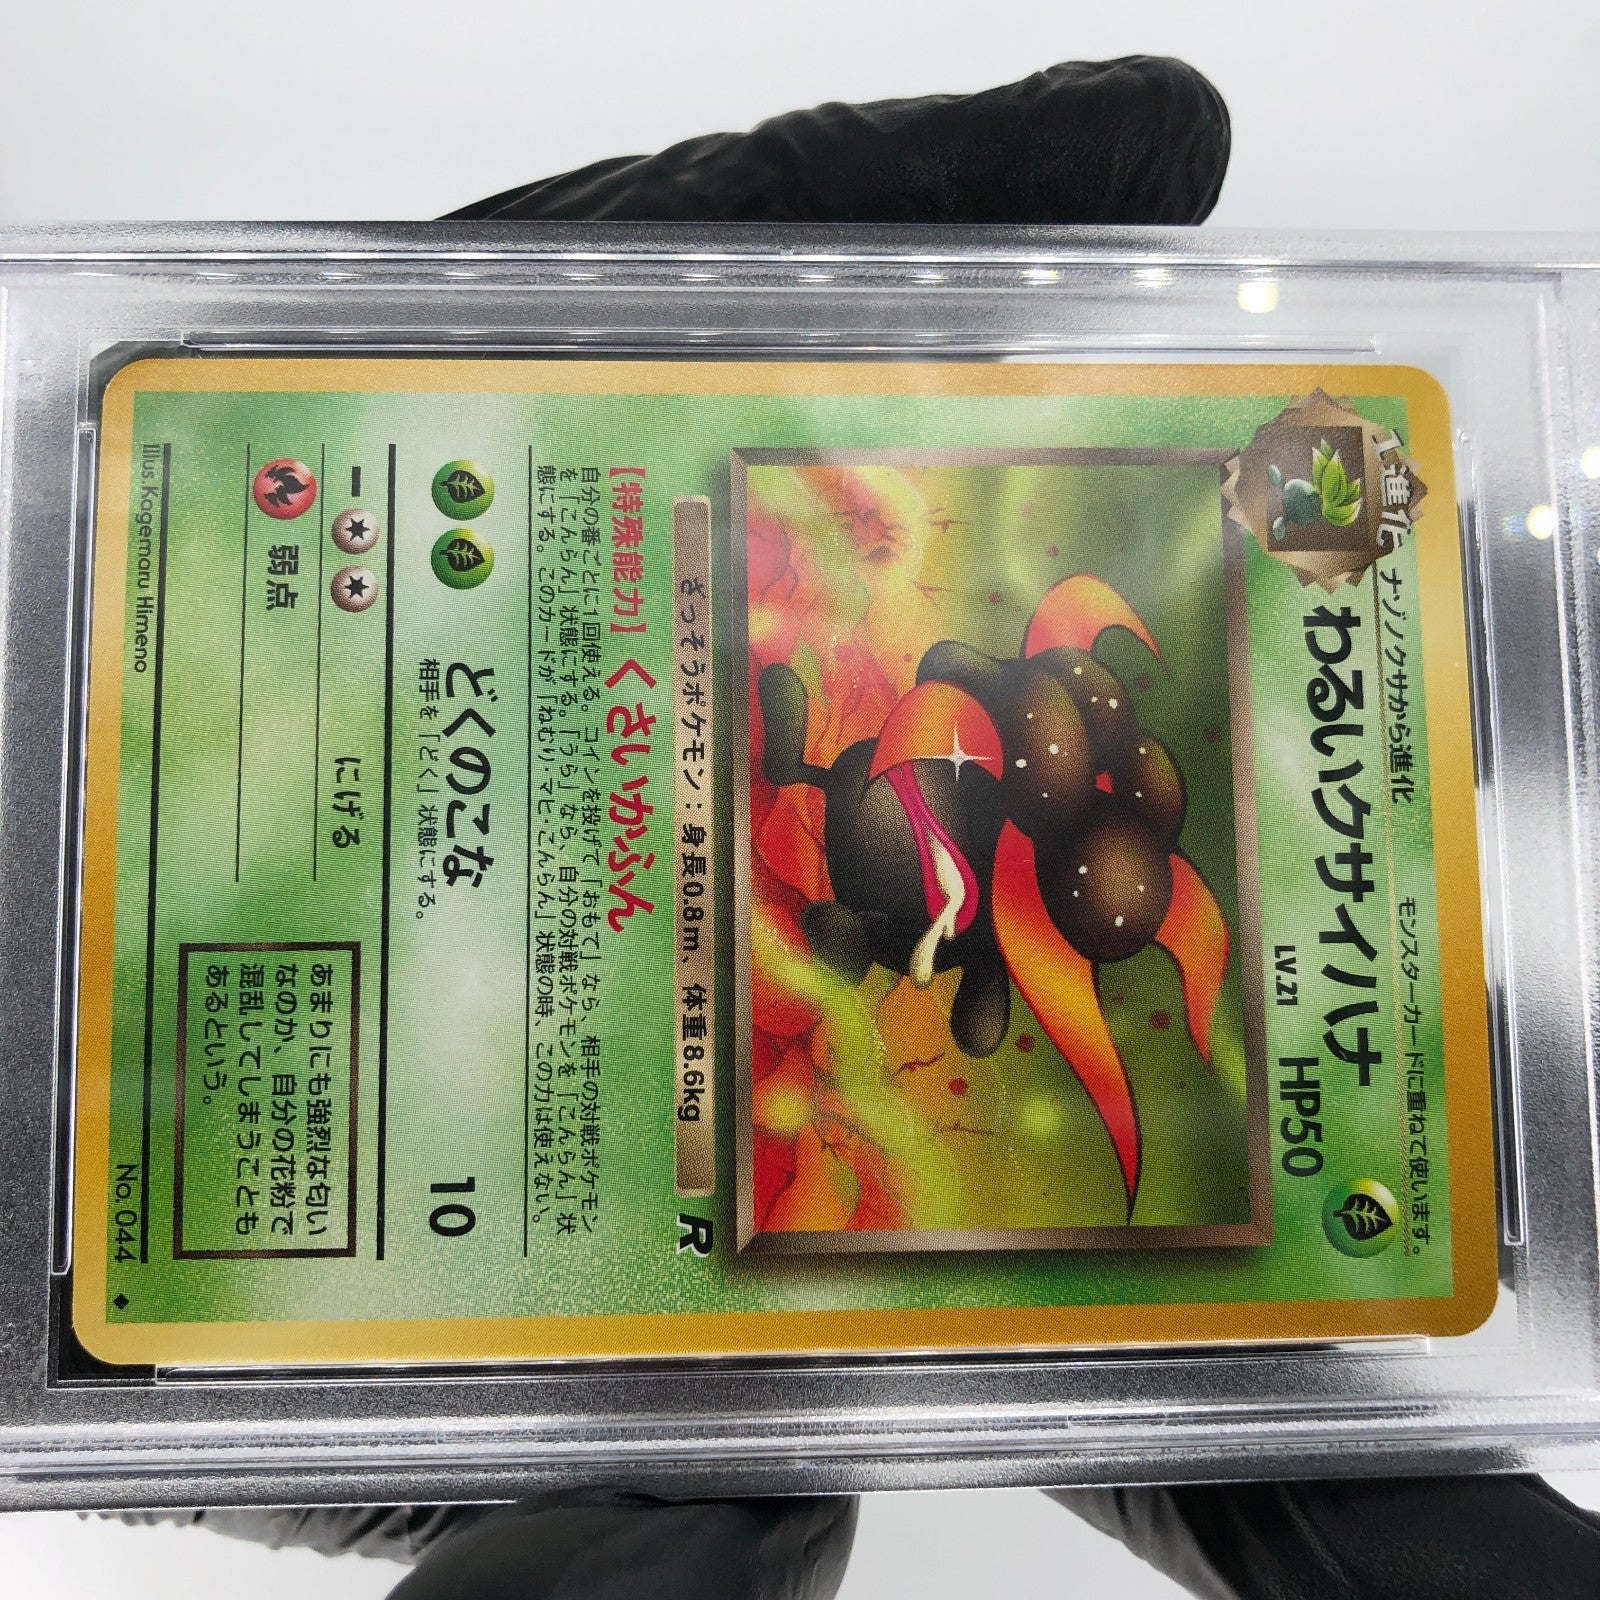 1進化
ナゾノクサから進化
モンスターカードに重ねて使います。
わるいクサイハナ
LV.21
HP50
ざっそうポケモン：身長0.8m、体重8.6kg
R
【特殊能力】くさいかふん
自分の番ごとに1回使える。コインを投げて「おもて」なら、相手の対戦ポケモン
を「こんらん」状態にする。「うら」なら、自分の対戦ポケモンを「こんらん」状
態にする。このカードが「ねむり・マヒ・こんらん」状態の時、この力は使えない。
どくのこな
10
相手を「どく」状態にする。
にげる
弱点
あまりにも強烈な匂い
なのか、自分の花粉で
混乱してしまうことも
あるという。
Illus.Kagemaru Himeno
No.044